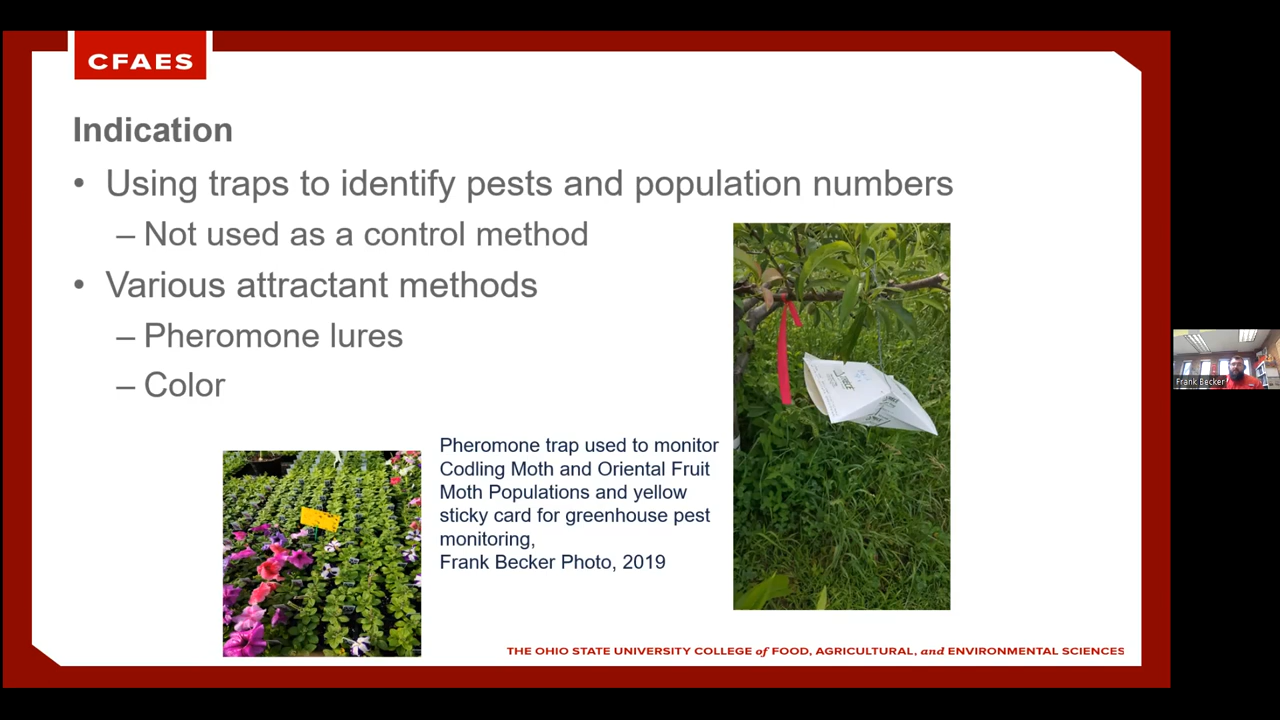 CFAES
Indication
• Using traps to identify pests and population numbers
– Not used as a control method
• Various attractant methods
– Pheromone lures
– Color
Pheromone trap used to monitor
Codling Moth and Oriental Fruit
Moth Populations and yellow
sticky card for greenhouse pest
monitoring,
Frank Becker Photo, 2019
THE OHIO STATE UNIVERSITY COLLEGE of FOOD, AGRICULTURAL, and ENVIRONMENTAL SCIENCES
Frank Becker